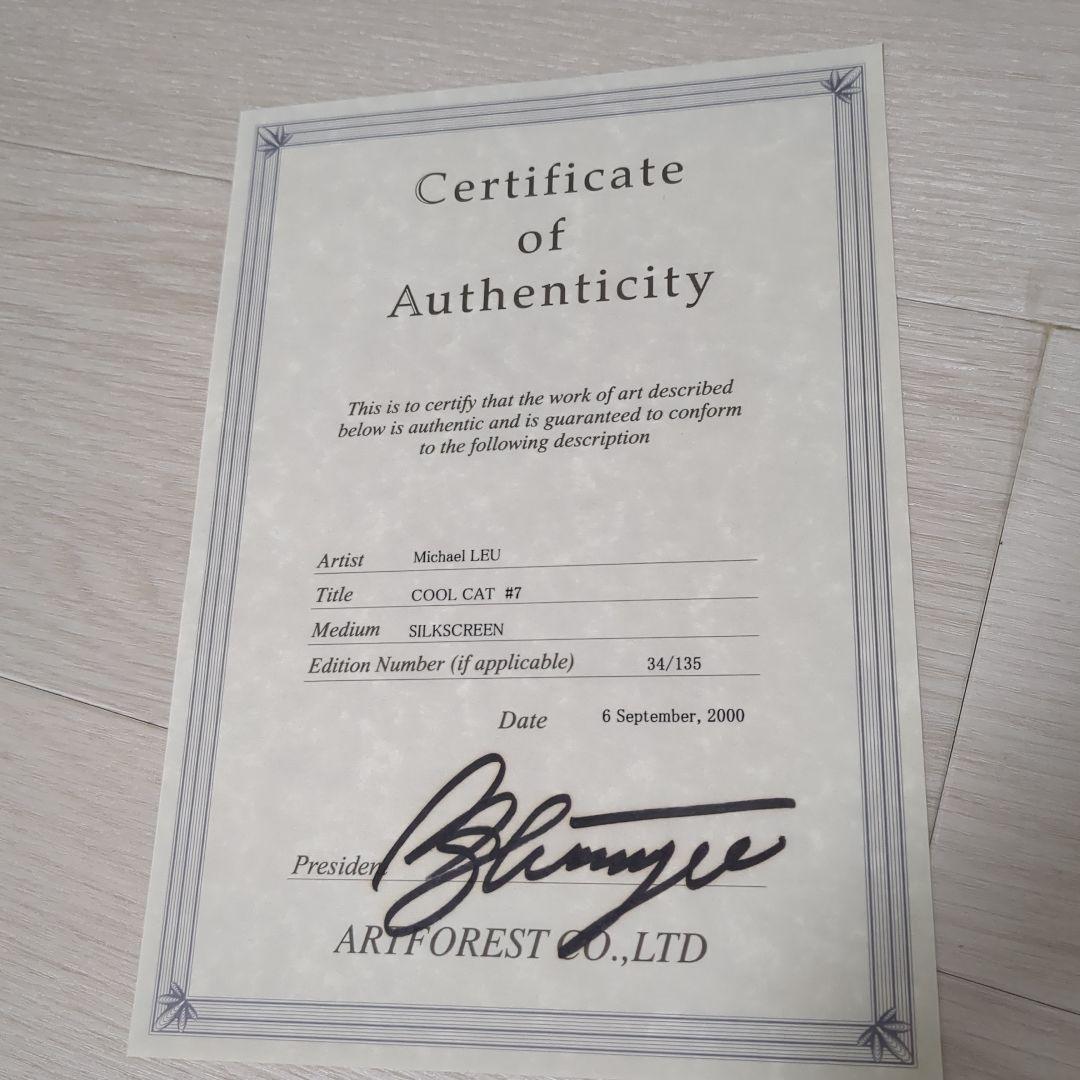 Certificate
of
Authenticity
This is to certify that the work of art described
below is authentic and is guaranteed to conform
to the following description
Artist Michael LEU
Title COOL CAT #7
Medium SILKSCREEN
Edition Number (if applicable) 34/135
Date 6 September, 2000
President
ARTFOREST CO.,LTD